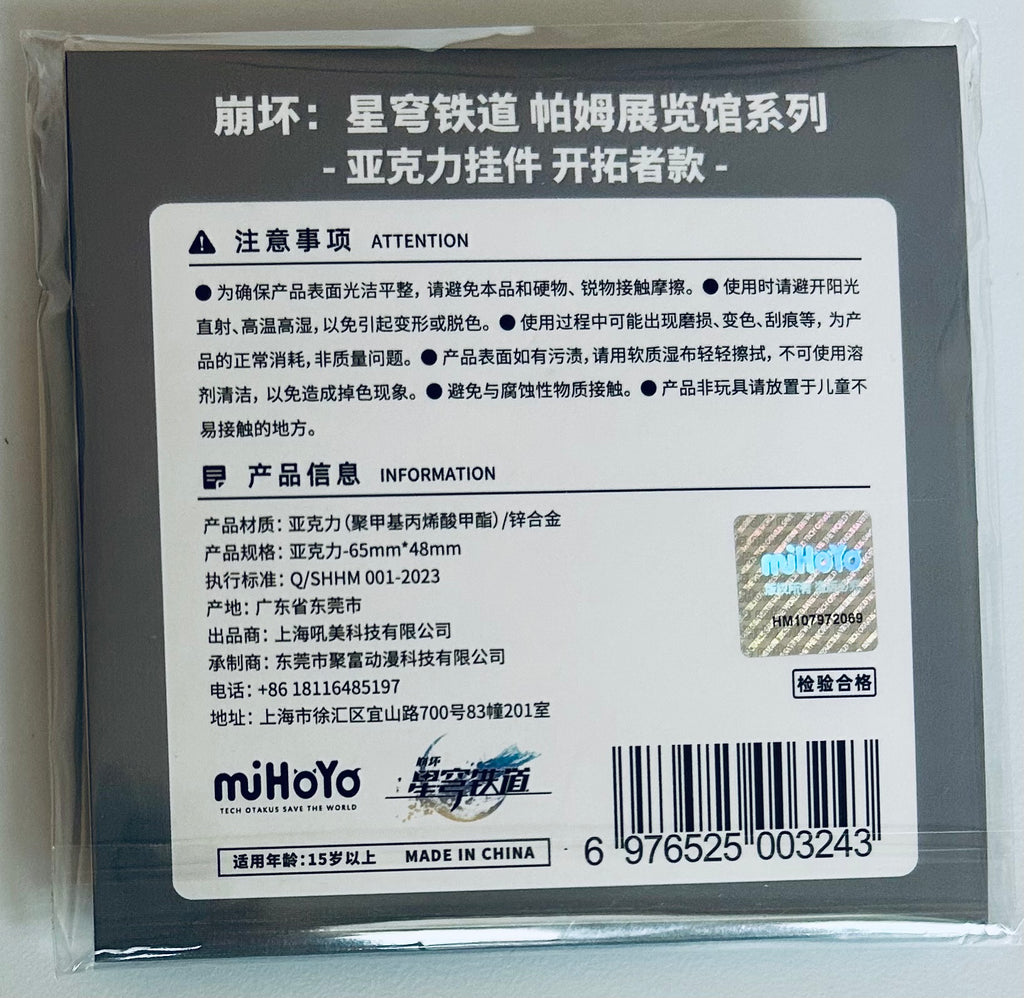 崩坏：星穹铁道 帕姆展览馆系列
- 亚克力挂件 开拓者款 -
注意事项 ATTENTION
●为确保产品表面光洁平整，请避免本品和硬物、锐物接触摩擦。●使用时请避开阳光
直射、高温高湿，以免引起变形或脱色。●使用过程中可能出现磨损、变色、刮痕等，为产
品的正常消耗，非质量问题。●产品表面如有污渍，请用软质湿布轻轻擦拭，不可使用溶
剂清洁，以免造成掉色现象。●避免与腐蚀性物质接触。●产品非玩具请放置于儿童不
易接触的地方。
产品信息 INFORMATION
产品材质：亚克力（聚甲基丙烯酸甲酯）/锌合金
产品规格：亚克力-65mm*48mm
执行标准：Q/SHHM 001-2023
产地：广东省东莞市
出品商：上海吼美科技有限公司
承制商：东莞市聚富动漫科技有限公司
电话：+86 18116485197
地址：上海市徐汇区宜山路700号83幢201室
miHoYo
HM107972069
检验合格
miHoYo
TECH OTAKUS SAVE THE WORLD
崩坏
星穹铁道
适用年龄：15岁以上 MADE IN CHINA
6 976525 003243